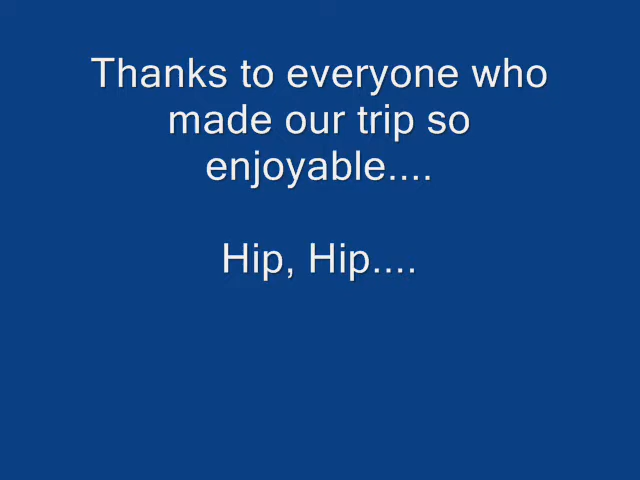 Thanks to everyone who
made our trip so
enjoyable....
Hip, Hip....